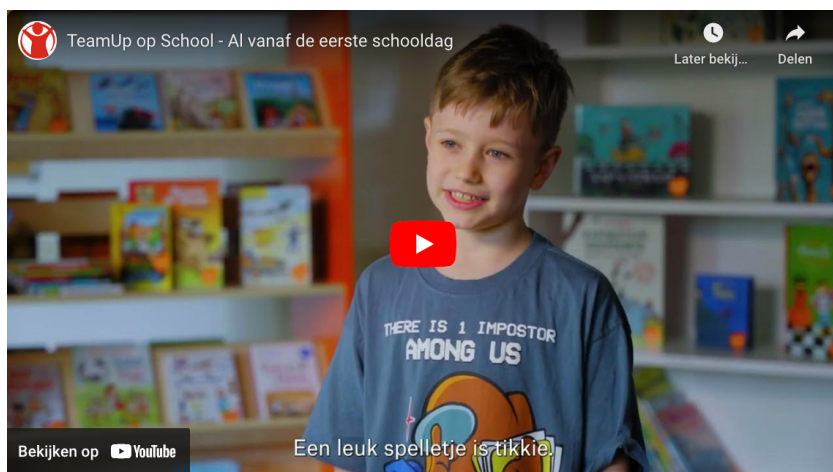 TeamUp op School - Al vanaf de eerste schooldag
Later bekij...
Delen
THERE IS 1 IMPOSTOR
AMONG US
Een leuk spelletje is tikkie.
Bekijken op YouTube